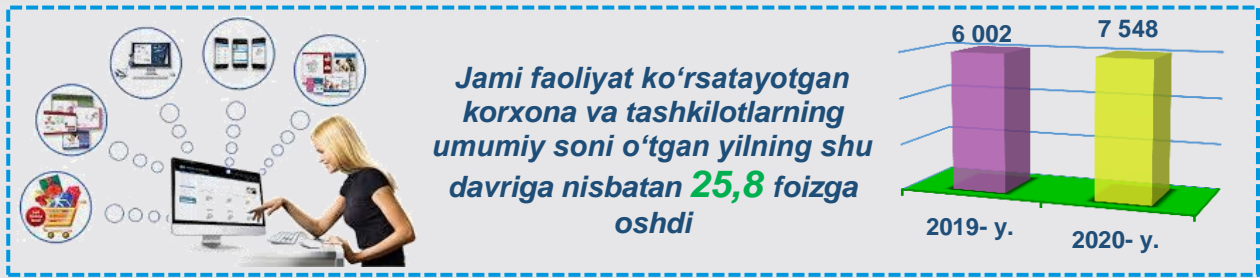 Jami faoliyat ko‘rsatayotgan
korxona va tashkilotlarning
umumiy soni o‘tgan yilning shu
davriga nisbatan 25,8 foizga
oshdi
6 002
7 548
2019- y.
2020- y.